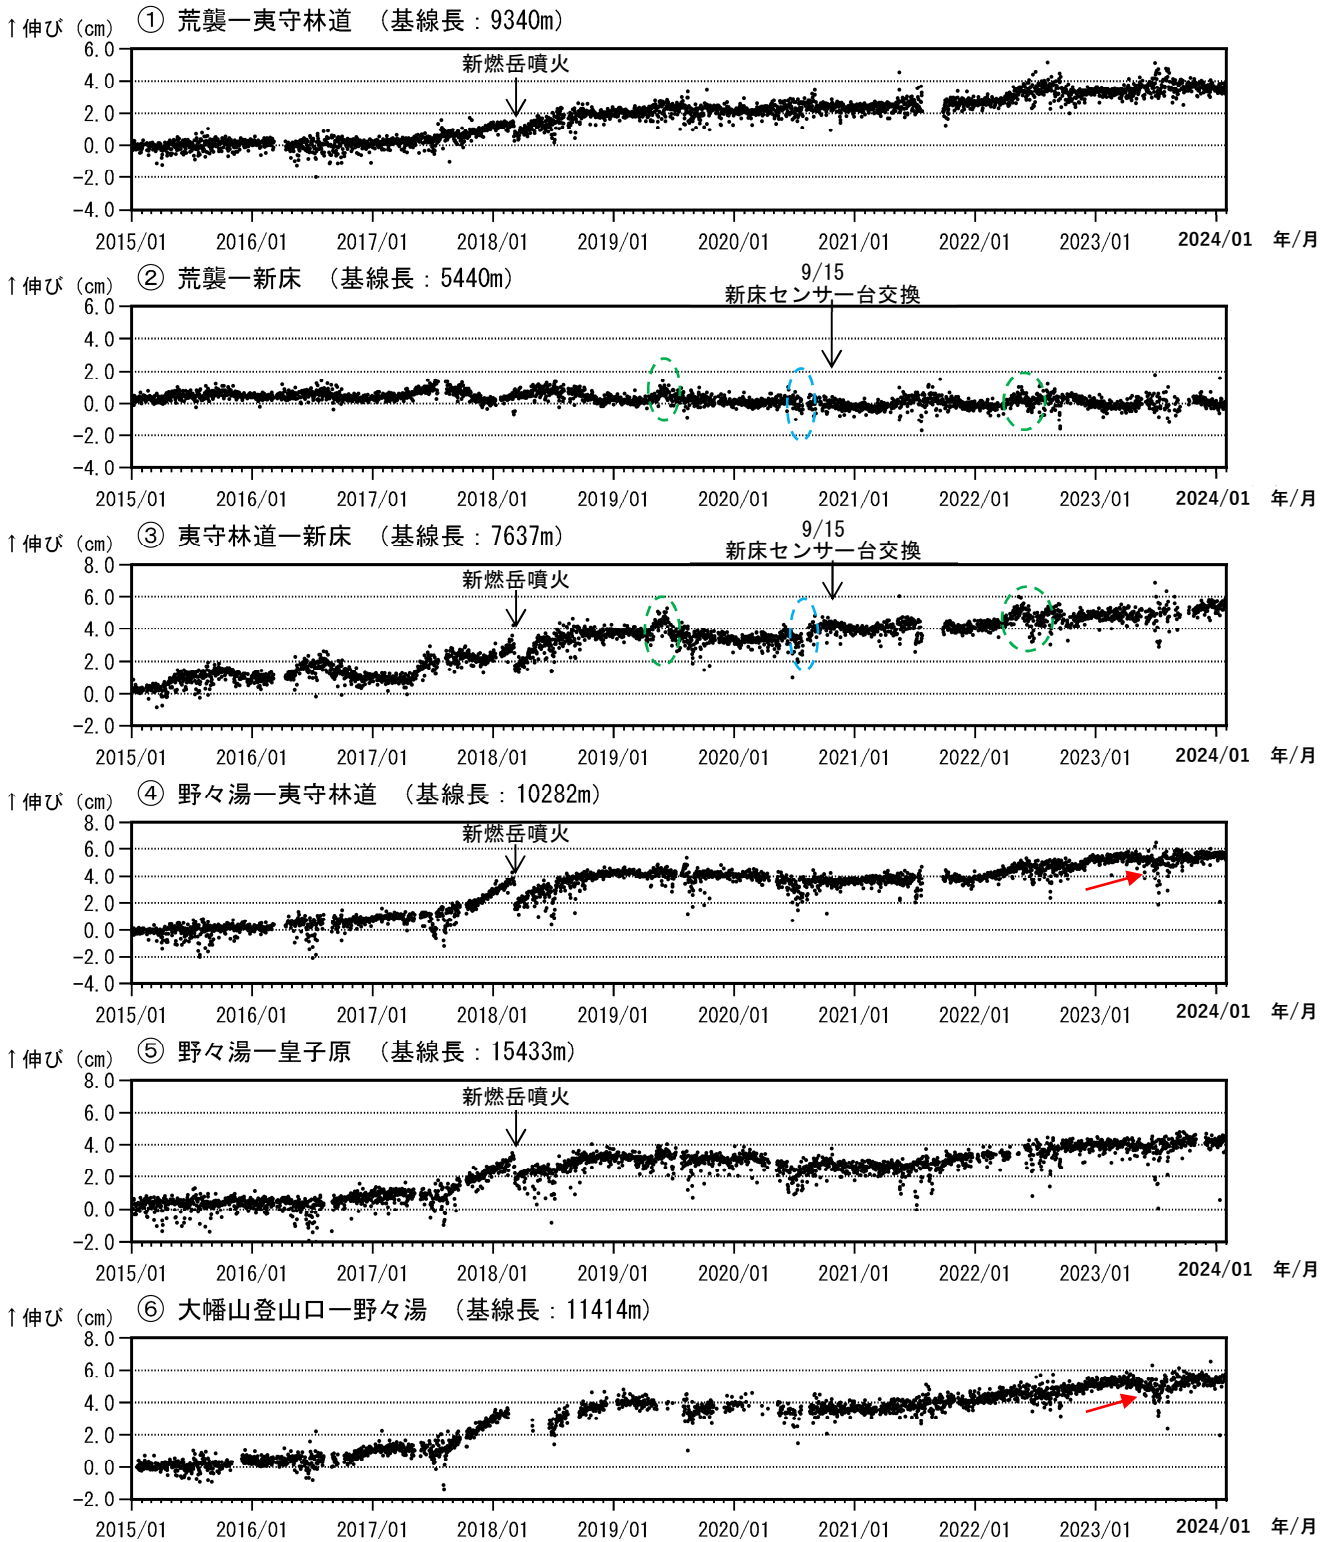 ↑伸び（cm） ① 荒襲ー夷守林道 （基線長：9340m）
新燃岳噴火
6.0
4.0
2.0
0.0
-2.0
-4.0
2015/01 2016/01 2017/01 2018/01 2019/01 2020/01 2021/01 2022/01 2023/01 2024/01 年/月
↑伸び（cm） ② 荒襲ー新床 （基線長：5440m）
9/15
新床センサー台交換
6.0
4.0
2.0
0.0
-2.0
-4.0
2015/01 2016/01 2017/01 2018/01 2019/01 2020/01 2021/01 2022/01 2023/01 2024/01 年/月
↑伸び（cm） ③ 夷守林道ー新床 （基線長：7637m）
9/15
新床センサー台交換
新燃岳噴火
8.0
6.0
4.0
2.0
0.0
-2.0
2015/01 2016/01 2017/01 2018/01 2019/01 2020/01 2021/01 2022/01 2023/01 2024/01 年/月
↑伸び（cm） ④ 野々湯ー夷守林道 （基線長：10282m）
新燃岳噴火
8.0
6.0
4.0
2.0
0.0
-2.0
-4.0
2015/01 2016/01 2017/01 2018/01 2019/01 2020/01 2021/01 2022/01 2023/01 2024/01 年/月
↑伸び（cm） ⑤ 野々湯ー皇子原 （基線長：15433m）
新燃岳噴火
8.0
6.0
4.0
2.0
0.0
-2.0
2015/01 2016/01 2017/01 2018/01 2019/01 2020/01 2021/01 2022/01 2023/01 2024/01 年/月
↑伸び（cm） ⑥ 大幡山登山口ー野々湯 （基線長：11414m）
8.0
6.0
4.0
2.0
0.0
-2.0
2015/01 2016/01 2017/01 2018/01 2019/01 2020/01 2021/01 2022/01 2023/01 2024/01 年/月